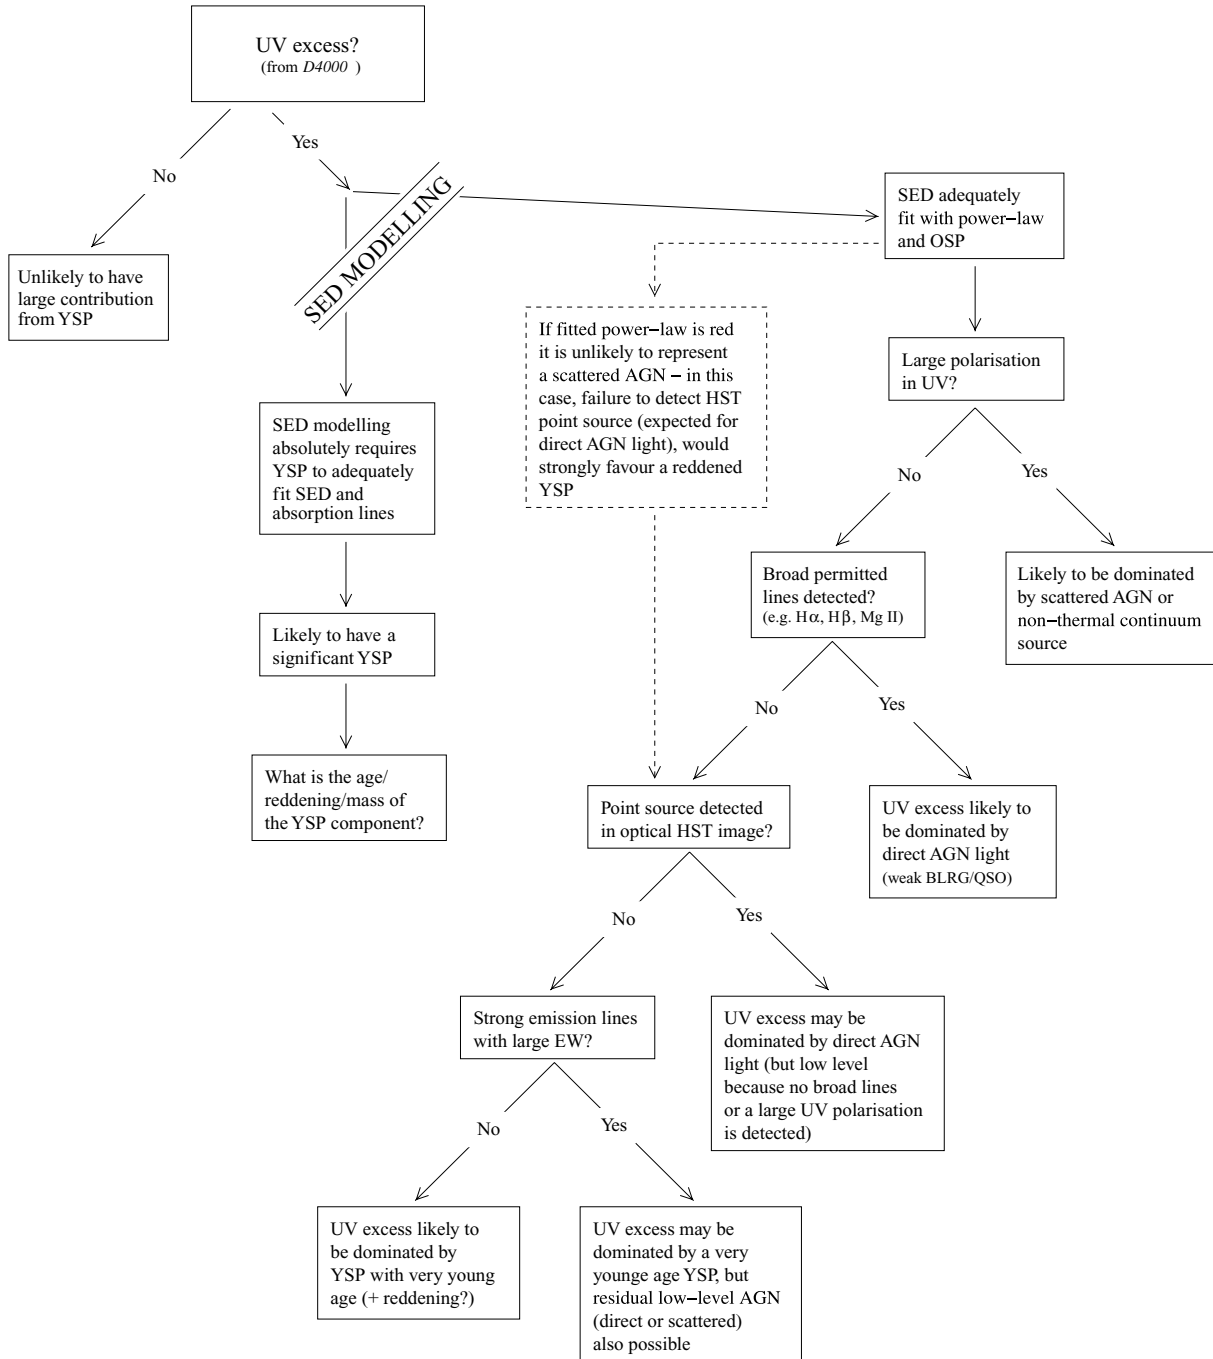 UV excess?
(from D4000 )
Yes
No
SED MODELLING
SED adequately
fit with power−law
and OSP
Unlikely to have
large contribution
from YSP
If fitted power−law is red
it is unlikely to represent
a scattered AGN − in this
case, failure to detect HST
point source (expected for
direct AGN light), would
strongly favour a reddened
YSP
Large polarisation
in UV?
SED modelling
absolutely requires
YSP to adequately
fit SED and
absorption lines
No
Yes
Broad permitted
lines detected?
(e.g. Hα, Hβ, Mg II)
Likely to be dominated
by scattered AGN or
non−thermal continuum
source
Likely to have a
significant YSP
No
Yes
What is the age/
reddening/mass of
the YSP component?
Point source detected
in optical HST image?
UV excess likely to
be dominated by
direct AGN light
(weak BLRG/QSO)
No
Yes
Strong emission lines
with large EW?
UV excess may be
dominated by direct AGN
light (but low level
because no broad lines
or a large UV polarisation
is detected)
No
Yes
UV excess likely to
be dominated by
YSP with very young
age (+ reddening?)
UV excess may be
dominated by a very
younge age YSP, but
residual low−level AGN
(direct or scattered)
also possible